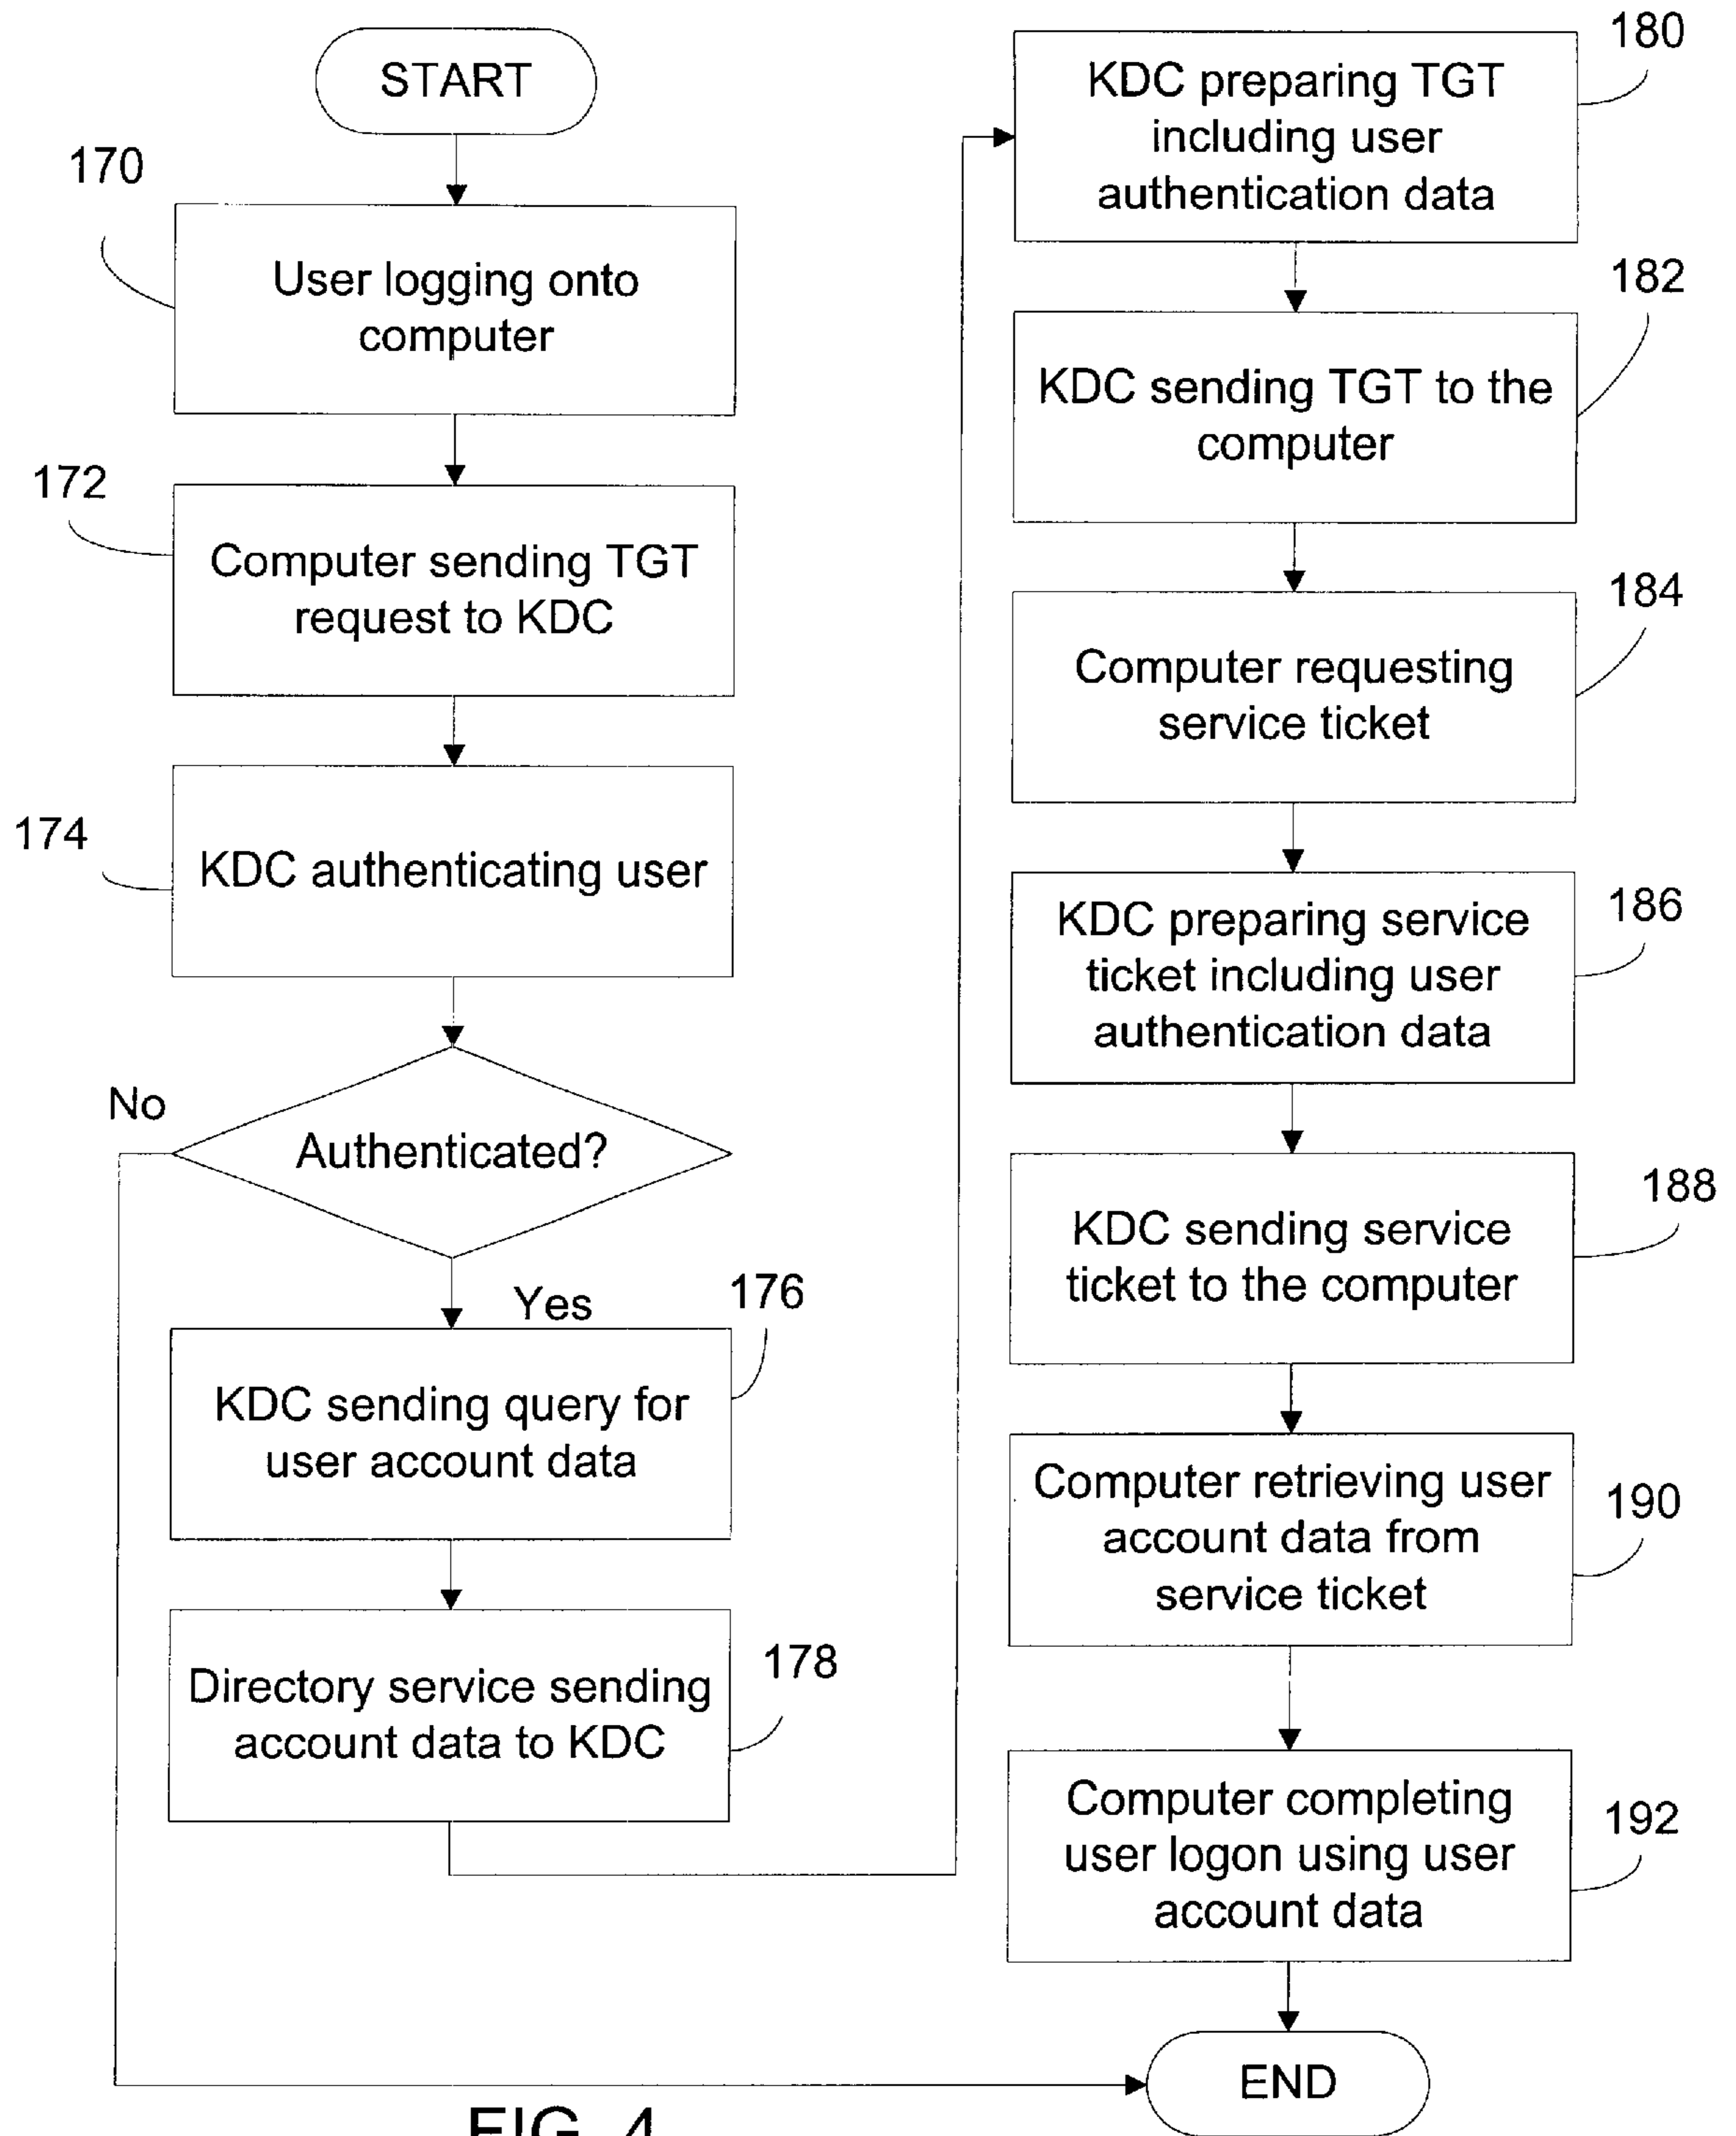 START
170
User logging onto
computer
172
Computer sending TGT
request to KDC
174
KDC authenticating user
No
Authenticated?
Yes
176
KDC sending query for
user account data
178
Directory service sending
account data to KDC
180
KDC preparing TGT
including user
authentication data
182
KDC sending TGT to the
computer
184
Computer requesting
service ticket
186
KDC preparing service
ticket including user
authentication data
188
KDC sending service
ticket to the computer
190
Computer retrieving user
account data from
service ticket
192
Computer completing
user logon using user
account data
END
FIG. 4